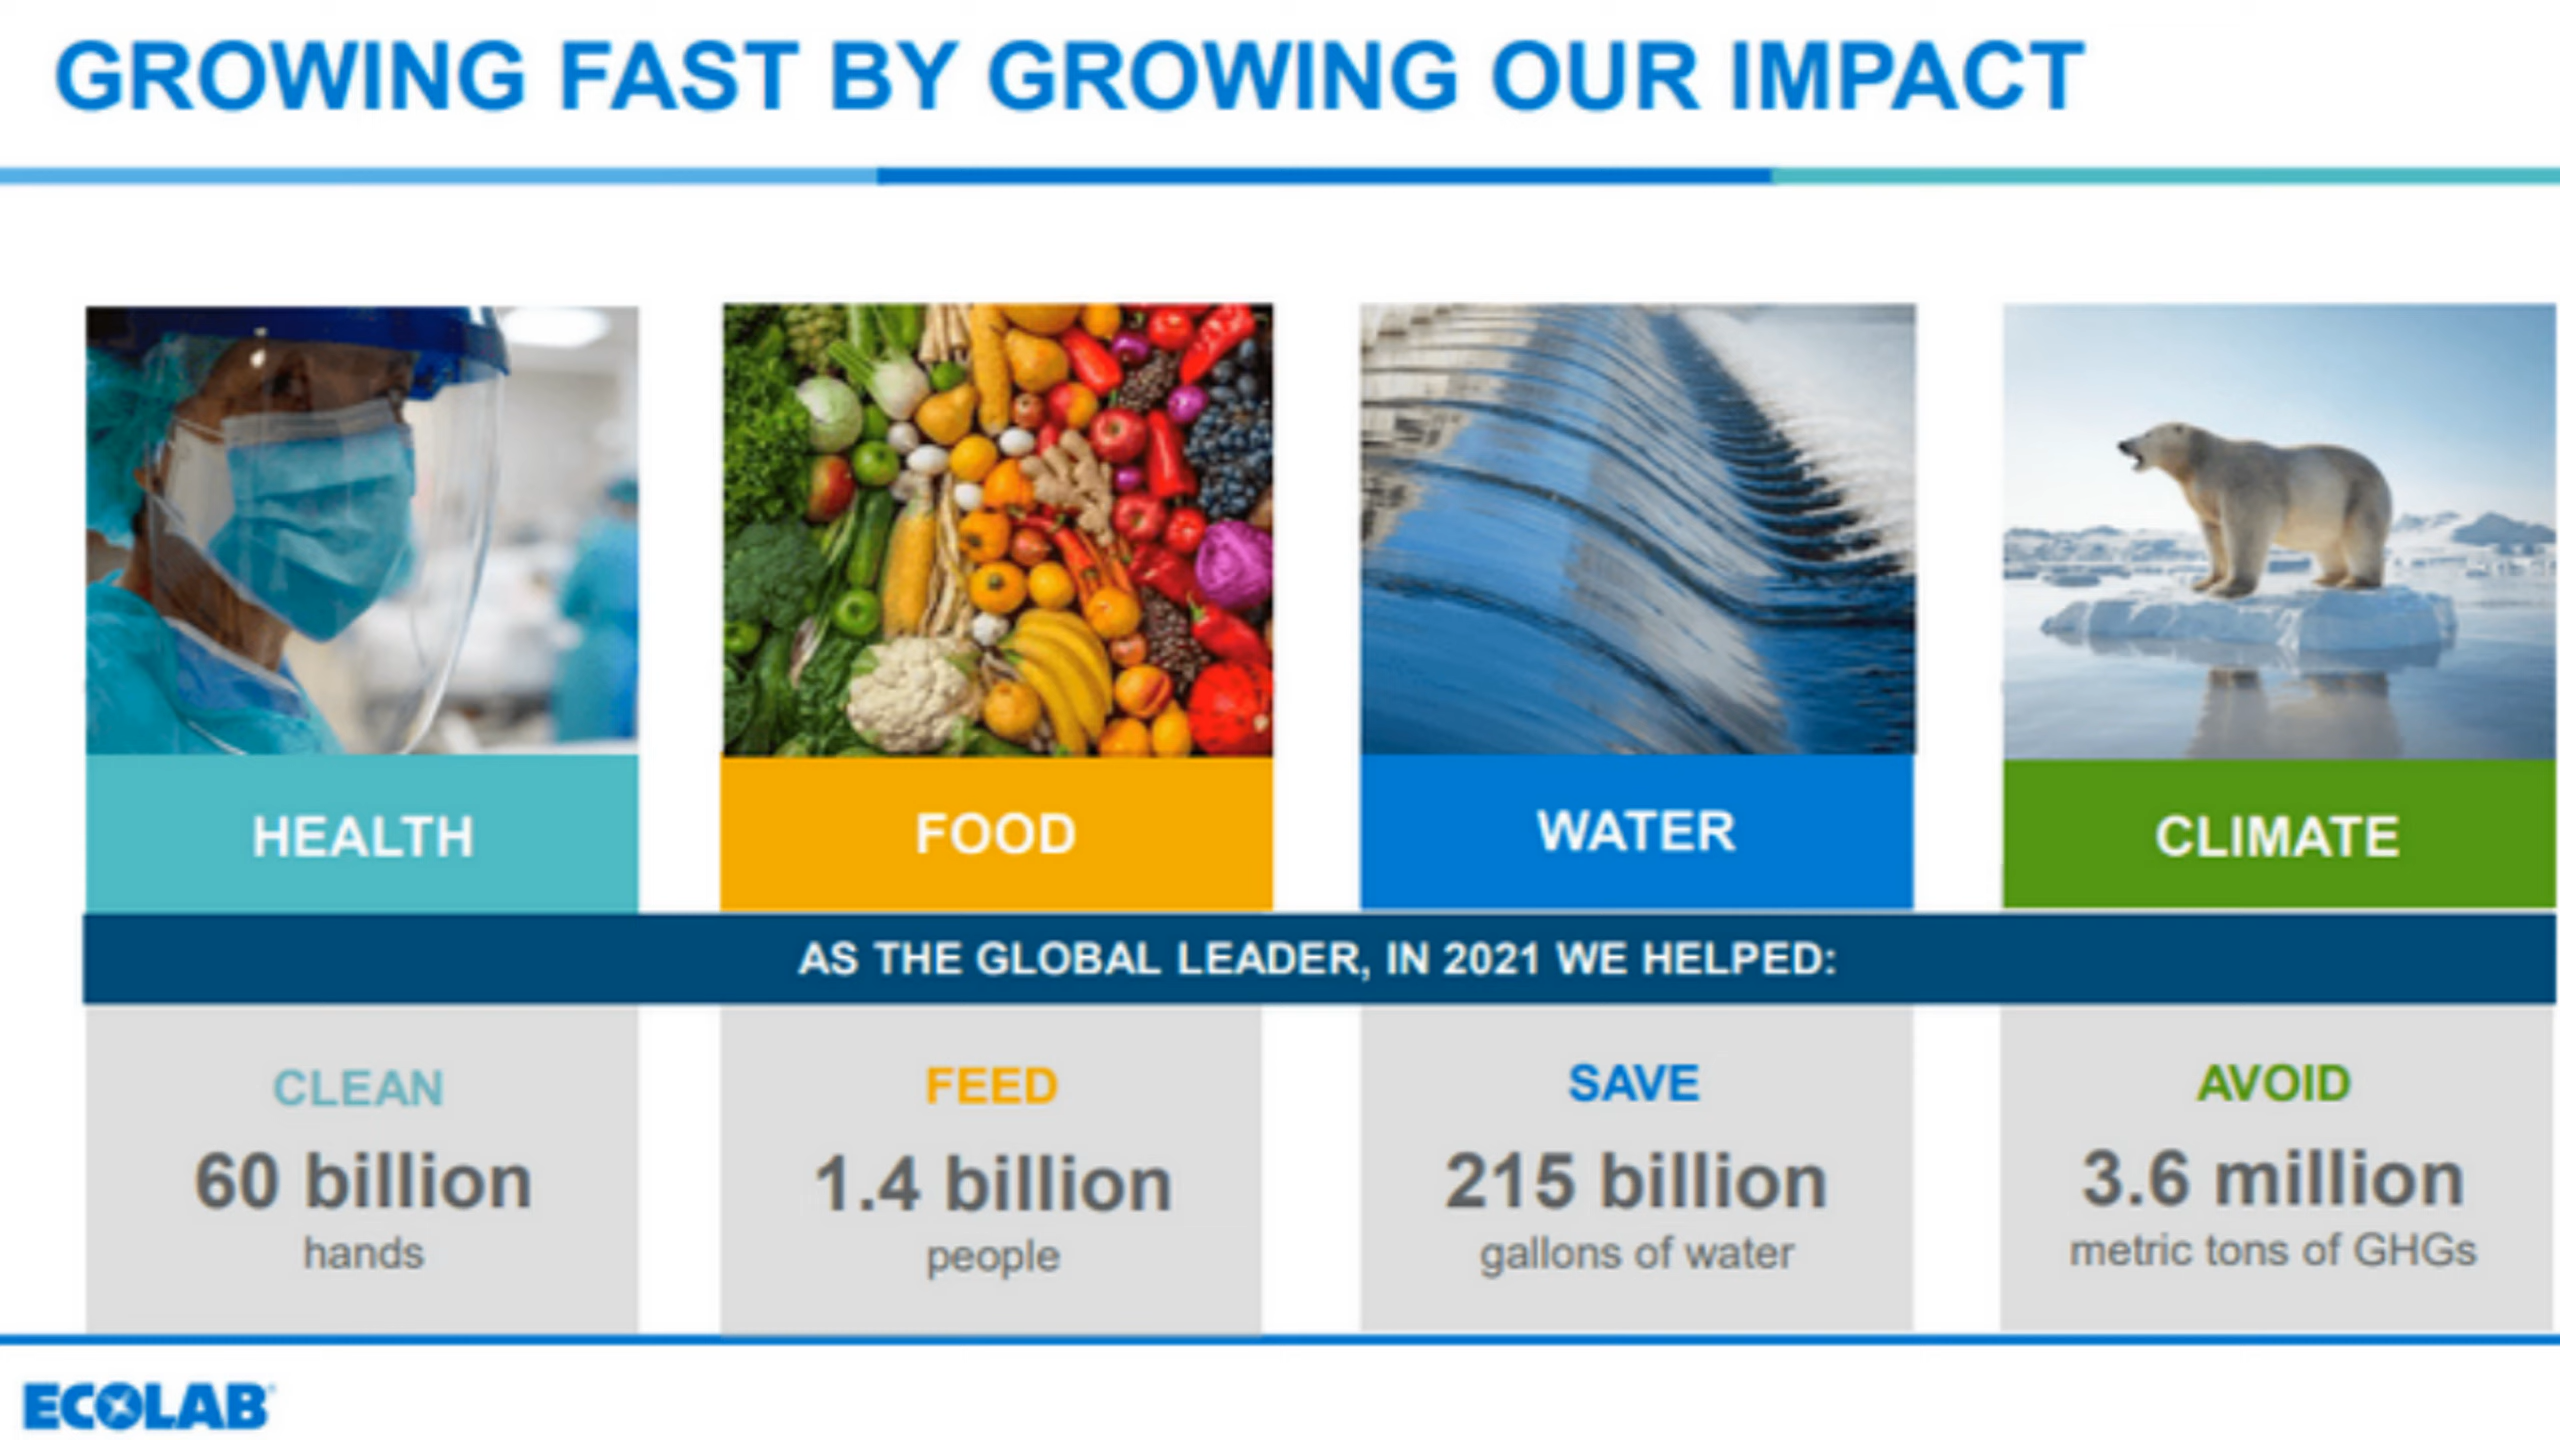 GROWING FAST BY GROWING OUR IMPACT
HEALTH
FOOD
WATER
CLIMATE
AS THE GLOBAL LEADER, IN 2021 WE HELPED:
CLEAN
60 billion
hands
FEED
1.4 billion
people
SAVE
215 billion
gallons of water
AVOID
3.6 million
metric tons of GHGs
ECOLAB